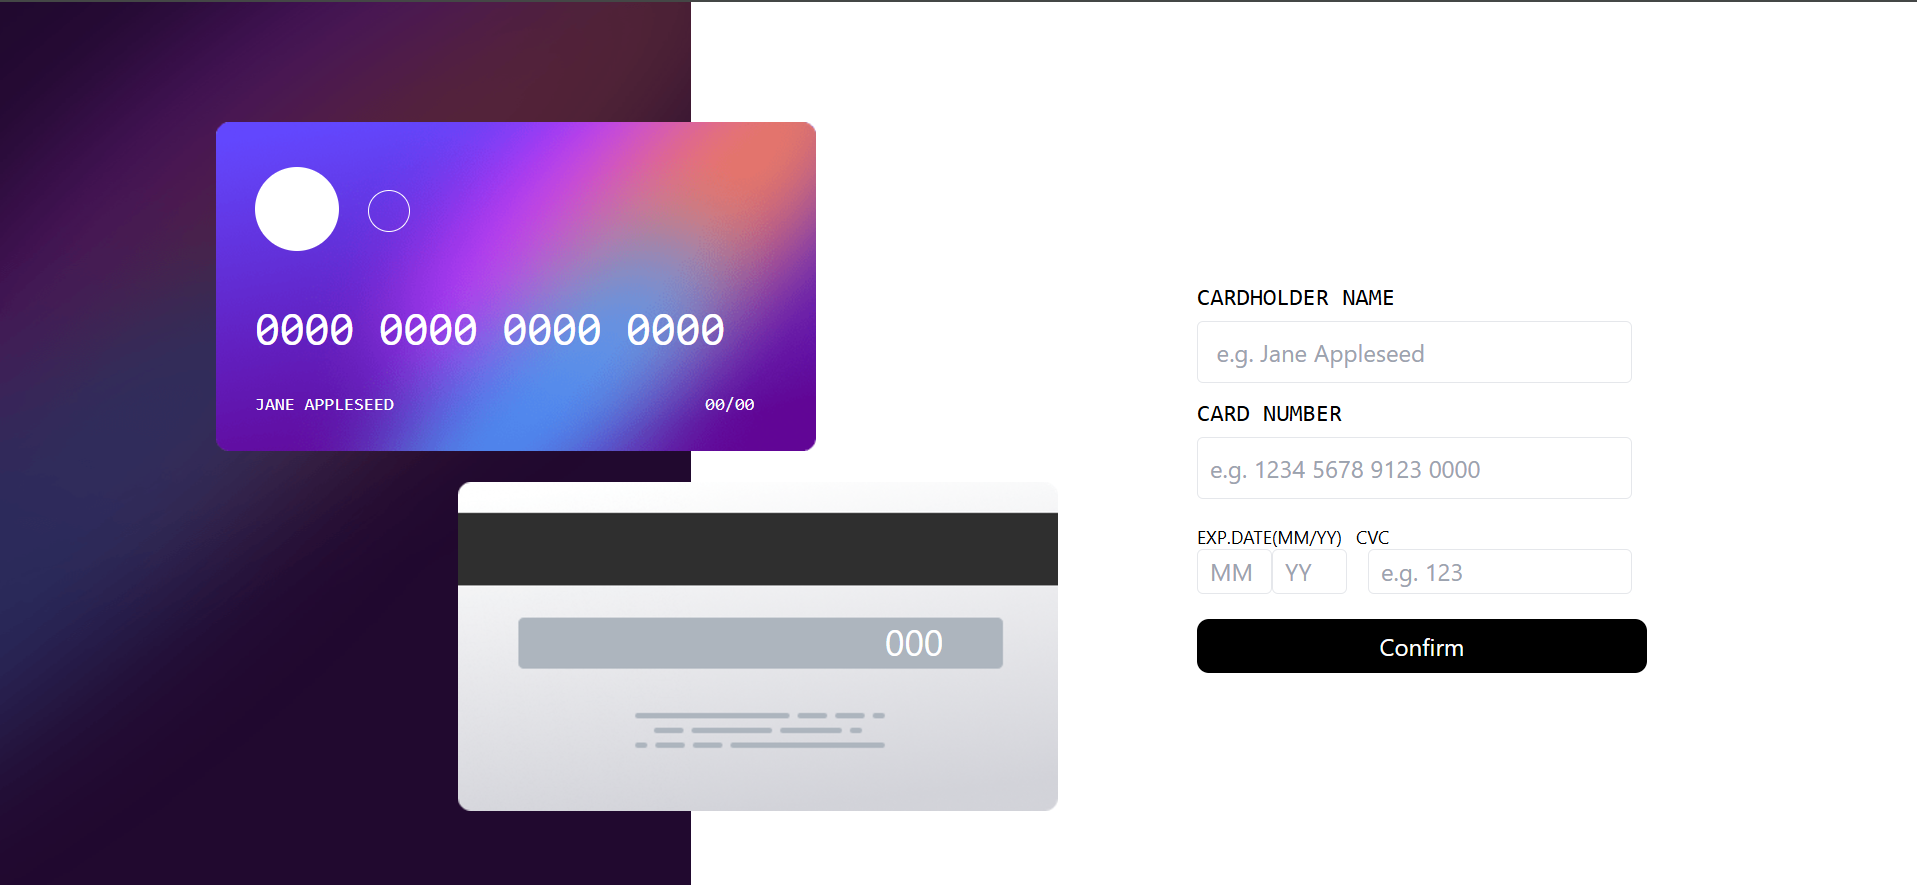 0000 0000 0000 0000
JANE APPLESEED 00/00
000
CARDHOLDER NAME
e.g. Jane Appleseed
CARD NUMBER
e.g. 1234 5678 9123 0000
EXP.DATE(MM/YY) CVC
MM YY e.g. 123
Confirm